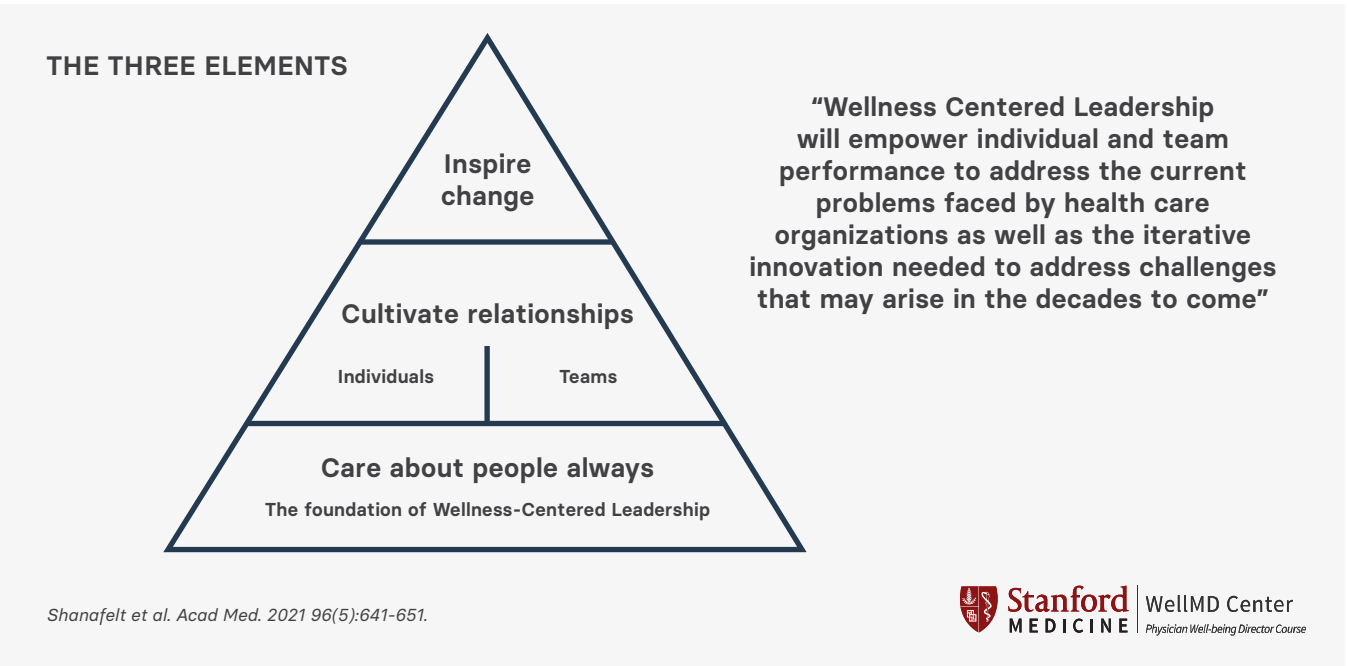 THE THREE ELEMENTS
Inspire
change
Cultivate relationships
Individuals
Teams
Care about people always
The foundation of Wellness-Centered Leadership
“Wellness Centered Leadership
will empower individual and team
performance to address the current
problems faced by health care
organizations as well as the iterative
innovation needed to address challenges
that may arise in the decades to come”
Shanafelt et al. Acad Med. 2021 96(5):641-651.
Stanford
MEDICINE
WellMD Center
Physician Well-being Director Course